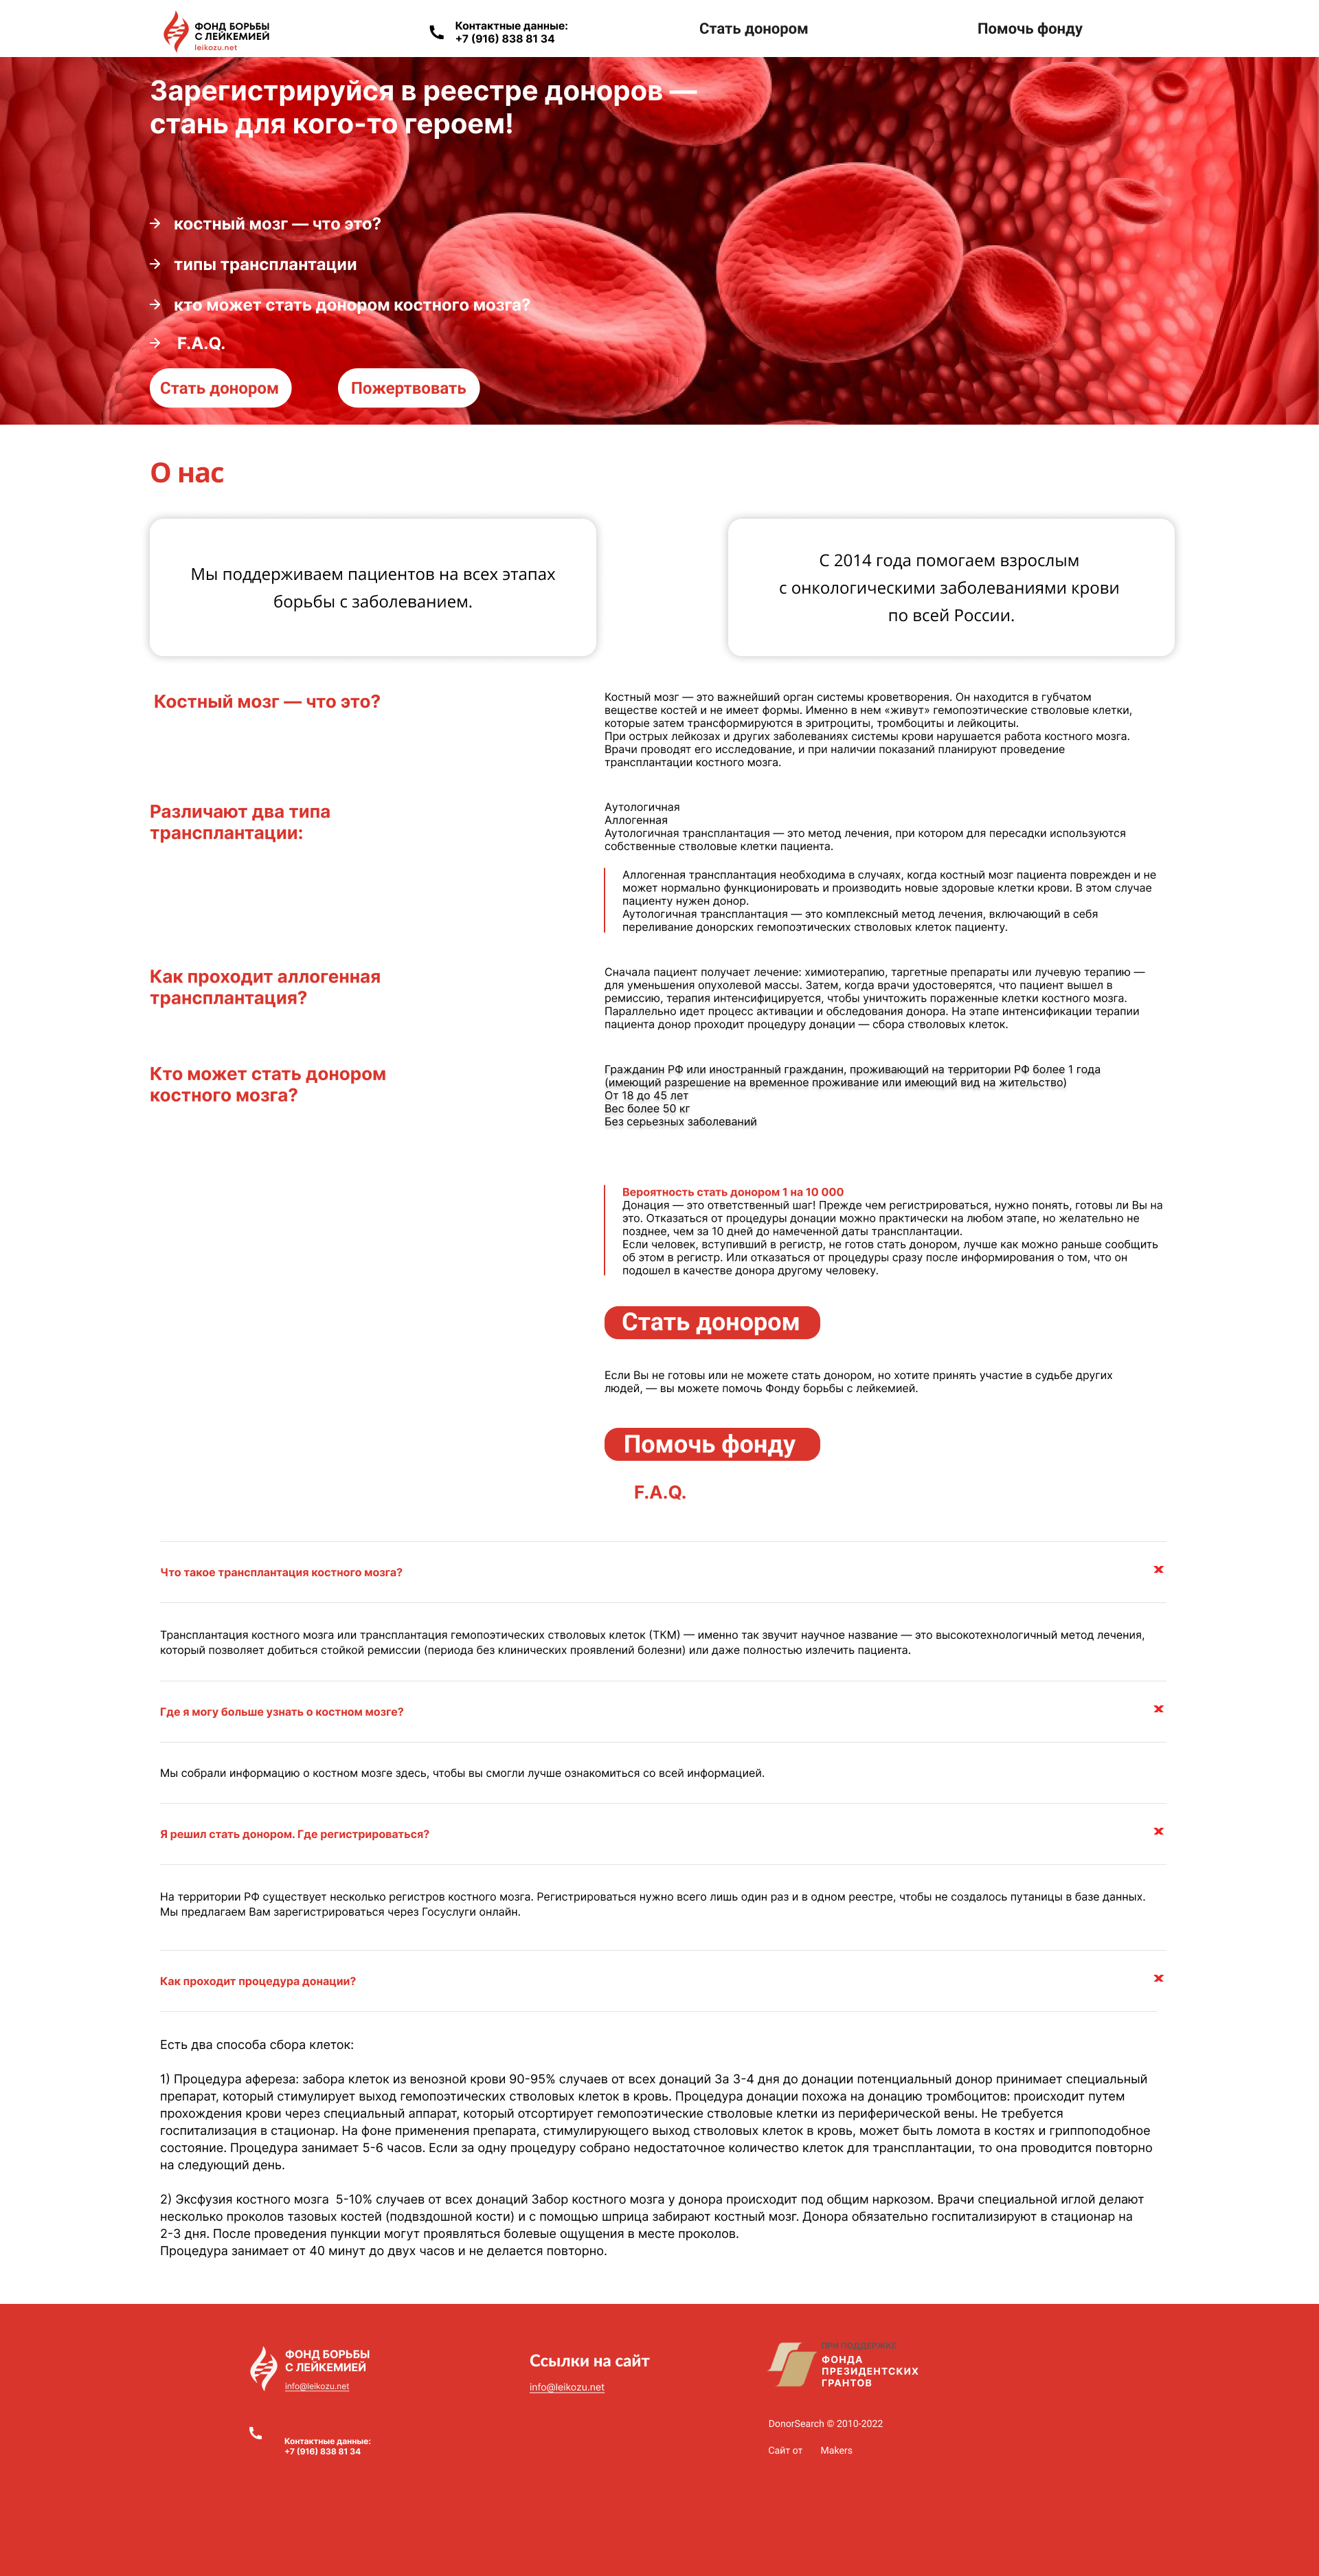 ФОНД БОРЬБЫ
С ЛЕЙКЕМИЕЙ
leikozu.net
Контактные данные:
+7 (916) 838 81 34
Стать донором
Помочь фонду
Зарегистрируйся в реестре доноров —
стань для кого-то героем!
костный мозг — что это?
типы трансплантации
кто может стать донором костного мозга?
F.A.Q.
Стать донором
Пожертвовать
О нас
Мы поддерживаем пациентов на всех этапах
борьбы с заболеванием.
С 2014 года помогаем взрослым
с онкологическими заболеваниями крови
по всей России.
Костный мозг — что это?
Костный мозг — это важнейший орган системы кроветворения. Он находится в губчатом
веществе костей и не имеет формы. Именно в нем «живут» гемопоэтические стволовые клетки,
которые затем трансформируются в эритроциты, тромбоциты и лейкоциты.
При острых лейкозах и других заболеваниях системы крови нарушается работа костного мозга.
Врачи проводят его исследование, и при наличии показаний планируют проведение
трансплантации костного мозга.
Различают два типа
трансплантации:
Аутологичная
Аллогенная
Аутологичная трансплантация — это метод лечения, при котором для пересадки используются
собственные стволовые клетки пациента.
Аллогенная трансплантация необходима в случаях, когда костный мозг пациента поврежден и не
может нормально функционировать и производить новые здоровые клетки крови. В этом случае
пациенту нужен донор.
Аутологичная трансплантация — это комплексный метод лечения, включающий в себя
переливание донорских гемопоэтических стволовых клеток пациенту.
Как проходит аллогенная
трансплантация?
Сначала пациент получает лечение: химиотерапию, таргетные препараты или лучевую терапию —
для уменьшения опухолевой массы. Затем, когда врачи удостоверятся, что пациент вышел в
ремиссию, терапия интенсифицируется, чтобы уничтожить пораженные клетки костного мозга.
Параллельно идет процесс активации и обследования донора. На этапе интенсификации терапии
пациента донор проходит процедуру донации — сбора стволовых клеток.
Кто может стать донором
костного мозга?
Гражданин РФ или иностранный гражданин, проживающий на территории РФ более 1 года
(имеющий разрешение на временное проживание или имеющий вид на жительство)
От 18 до 45 лет
Вес более 50 кг
Без серьезных заболеваний
Вероятность стать донором 1 на 10 000
Донация — это ответственный шаг! Прежде чем регистрироваться, нужно понять, готовы ли Вы на
это. Отказаться от процедуры донации можно практически на любом этапе, но желательно не
позднее, чем за 10 дней до намеченной даты трансплантации.
Если человек, вступивший в регистр, не готов стать донором, лучше как можно раньше сообщить
об этом в регистр. Или отказаться от процедуры сразу после информирования о том, что он
подошел в качестве донора другому человеку.
Стать донором
Если Вы не готовы или не можете стать донором, но хотите принять участие в судьбе других
людей, — вы можете помочь Фонду борьбы с лейкемией.
Помочь фонду
F.A.Q.
Что такое трансплантация костного мозга?
Трансплантация костного мозга или трансплантация гемопоэтических стволовых клеток (ТКМ) — именно так звучит научное название — это высокотехнологичный метод лечения,
который позволяет добиться стойкой ремиссии (периода без клинических проявлений болезни) или даже полностью излечить пациента.
Где я могу больше узнать о костном мозге?
Мы собрали информацию о костном мозге здесь, чтобы вы смогли лучше ознакомиться со всей информацией.
Я решил стать донором. Где регистрироваться?
На территории РФ существует несколько регистров костного мозга. Регистрироваться нужно всего лишь один раз и в одном реестре, чтобы не создалось путаницы в базе данных.
Мы предлагаем Вам зарегистрироваться через Госуслуги онлайн.
Как проходит процедура донации?
Есть два способа сбора клеток:
1) Процедура афереза: забора клеток из венозной крови 90-95% случаев от всех донаций За 3-4 дня до донации потенциальный донор принимает специальный
препарат, который стимулирует выход гемопоэтических стволовых клеток в кровь. Процедура донации похожа на донацию тромбоцитов: происходит путем
прохождения крови через специальный аппарат, который отсортирует гемопоэтические стволовые клетки из периферической вены. Не требуется
госпитализация в стационар. На фоне применения препарата, стимулирующего выход стволовых клеток в кровь, может быть ломота в костях и гриппоподобное
состояние. Процедура занимает 5-6 часов. Если за одну процедуру собрано недостаточное количество клеток для трансплантации, то она проводится повторно
на следующий день.
2) Эксфузия костного мозга 5-10% случаев от всех донаций Забор костного мозга у донора происходит под общим наркозом. Врачи специальной иглой делают
несколько проколов тазовых костей (подвздошной кости) и с помощью шприца забирают костный мозг. Донора обязательно госпитализируют в стационар на
2-3 дня. После проведения пункции могут проявляться болевые ощущения в месте проколов.
Процедура занимает от 40 минут до двух часов и не делается повторно.
ФОНД БОРЬБЫ
С ЛЕЙКЕМИЕЙ
info@leikozu.net
Контактные данные:
+7 (916) 838 81 34
Ссылки на сайт
info@leikozu.net
ПРИ ПОДДЕРЖКЕ
ФОНДА
ПРЕЗИДЕНТСКИХ
ГРАНТОВ
DonorSearch © 2010-2022
Сайт от Makers